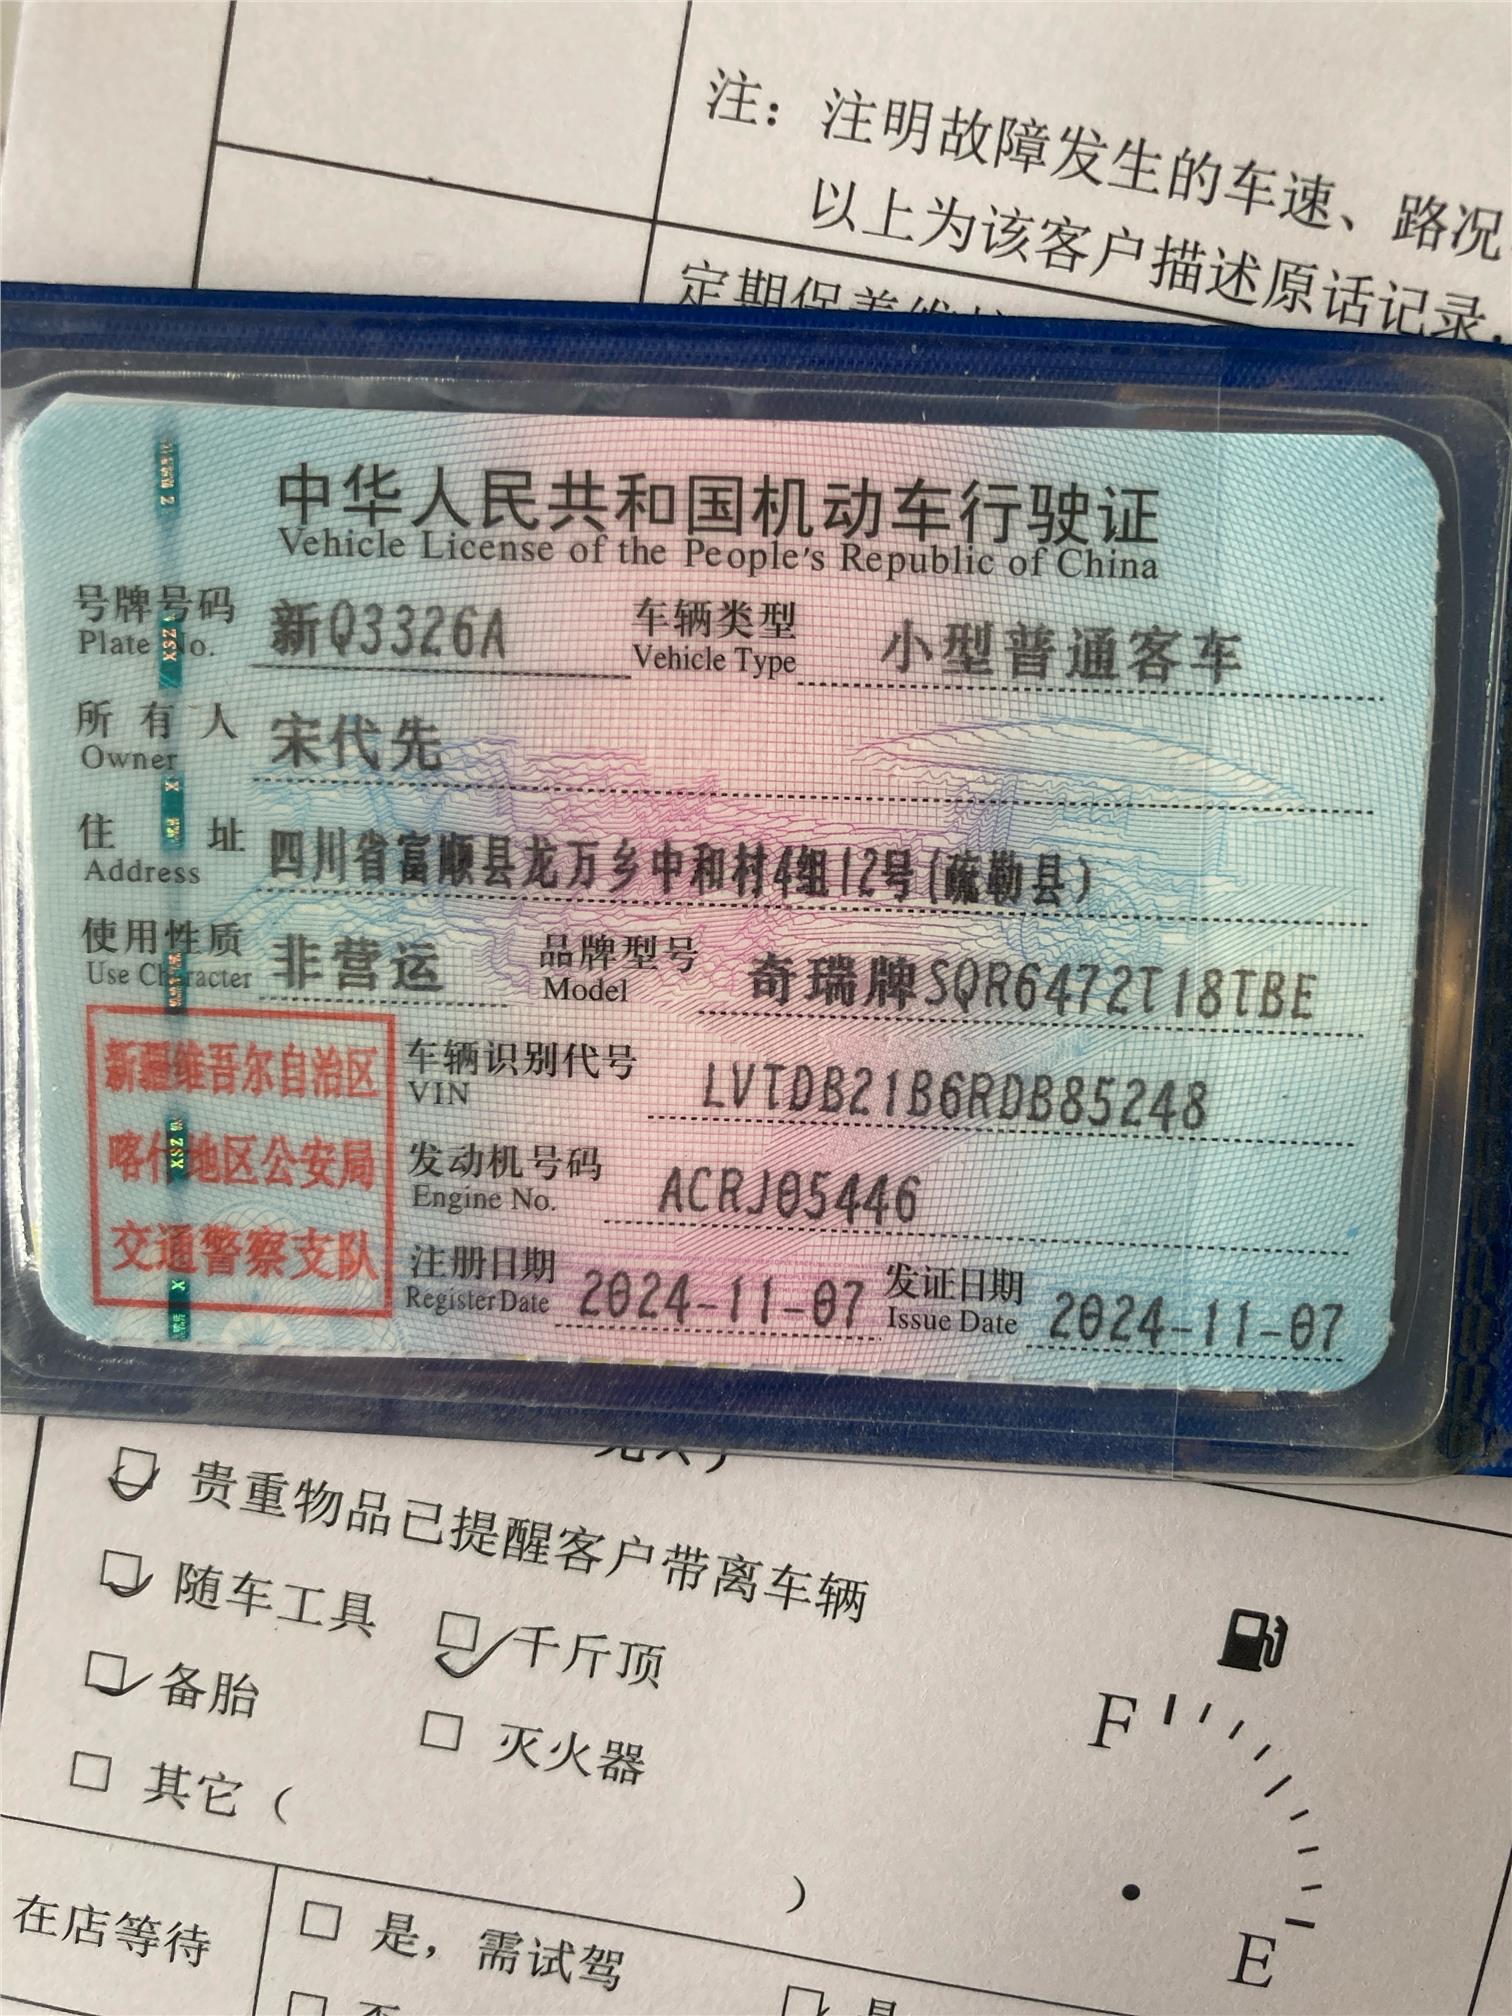 注：注明故障发生的车速、路况
以上为该客户描述原话记录，
定期保养维护
中华人民共和国机动车行驶证
Vehicle License of the People's Republic of China
号牌号码 新Q3326A 车辆类型 小型普通客车
Plate No. Vehicle Type
所有人 宋代先
Owner
住址 四川省富顺县龙万乡中和村4组12号(疏勒县)
Address
使用性质 非营运 品牌型号 奇瑞牌SQR6472T18TBE
Use Character Model
新疆维吾尔自治区
喀什地区公安局
交通警察支队
车辆识别代号 LVTDB21B6RDB85248
VIN
发动机号码 ACRJ05446
Engine No.
注册日期 2024-11-07 发证日期 2024-11-07
Register Date Issue Date
贵重物品已提醒客户带离车辆
随车工具 千斤顶
备胎 灭火器
其它（ ）
F
E
在店等待 是，需试驾